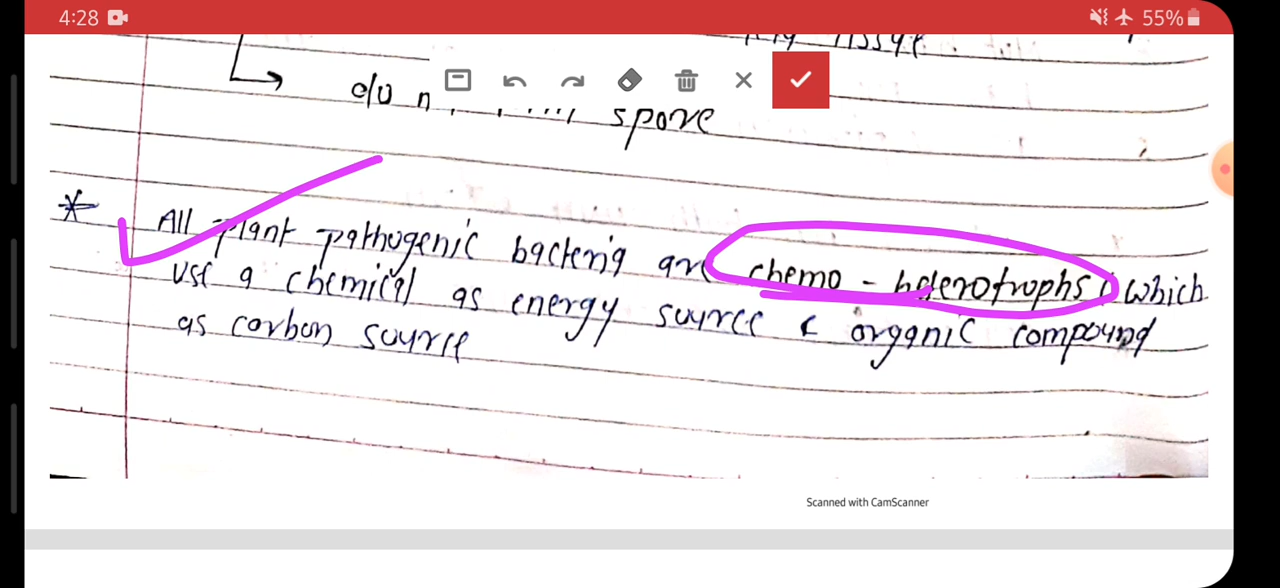 4:28 55%
d/u n spore
* All plant pathogenic bacteria are chemo - heterotrophs, which
use a chemical as energy source & organic compound
as carbon source
Scanned with CamScanner